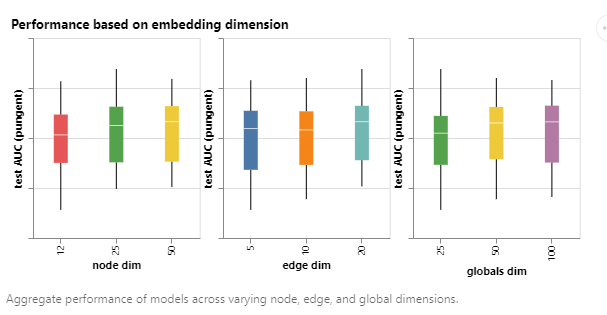 Performance based on embedding dimension
test AUC (pungent)
12
25
50
node dim
test AUC (pungent)
5
10
20
edge dim
test AUC (pungent)
25
50
100
globals dim
Aggregate performance of models across varying node, edge, and global dimensions.